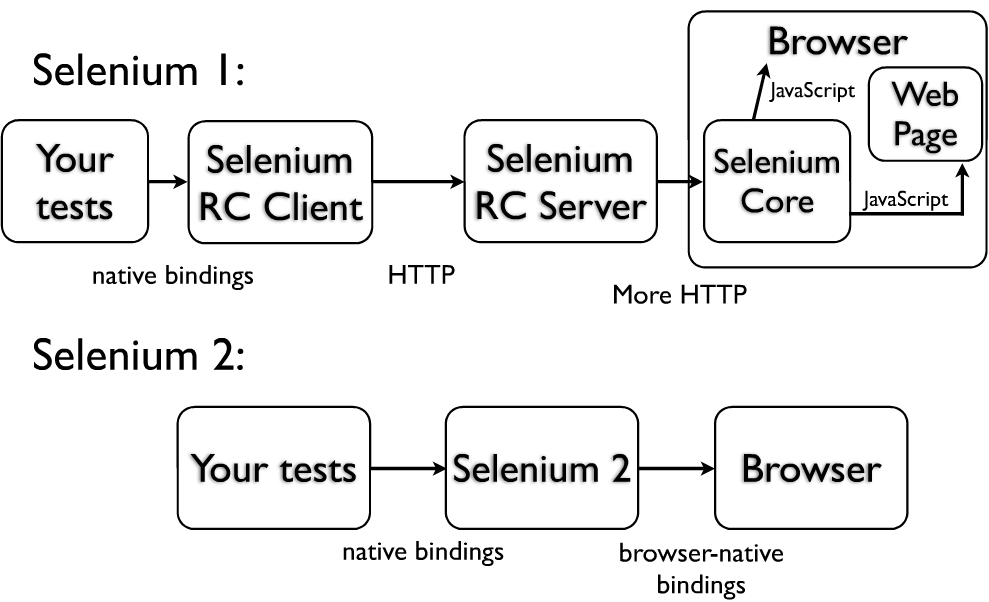 Selenium 1:
Browser
JavaScript
Web
Page
Your
tests
Selenium
RC Client
Selenium
RC Server
Selenium
Core
JavaScript
native bindings
HTTP
More HTTP
Selenium 2:
Your tests
Selenium 2
Browser
native bindings
browser-native
bindings